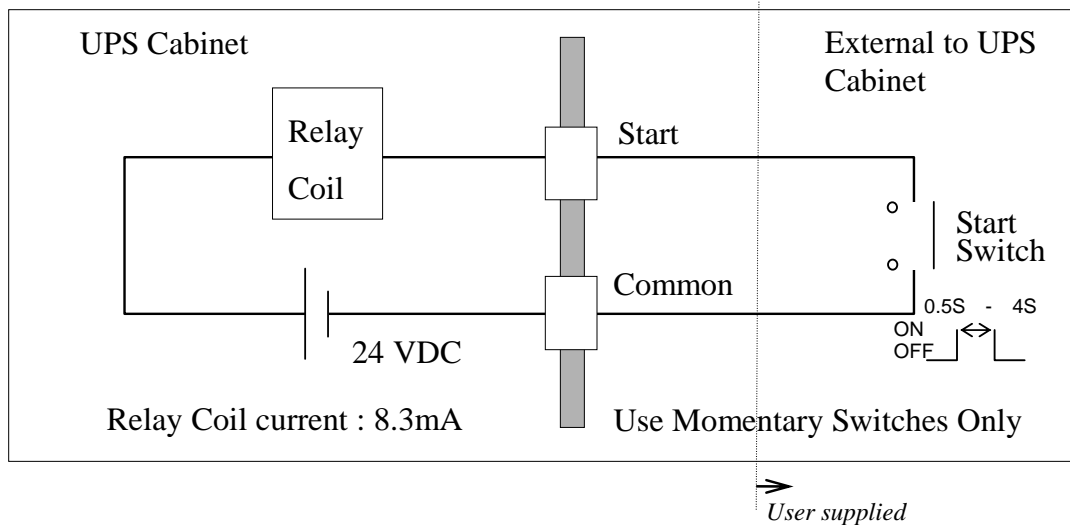 UPS Cabinet
External to UPS
Cabinet
Relay
Coil
Start
Start
Switch
Common
0.5S - 4S
ON
OFF
24 VDC
Relay Coil current : 8.3mA
Use Momentary Switches Only
User supplied